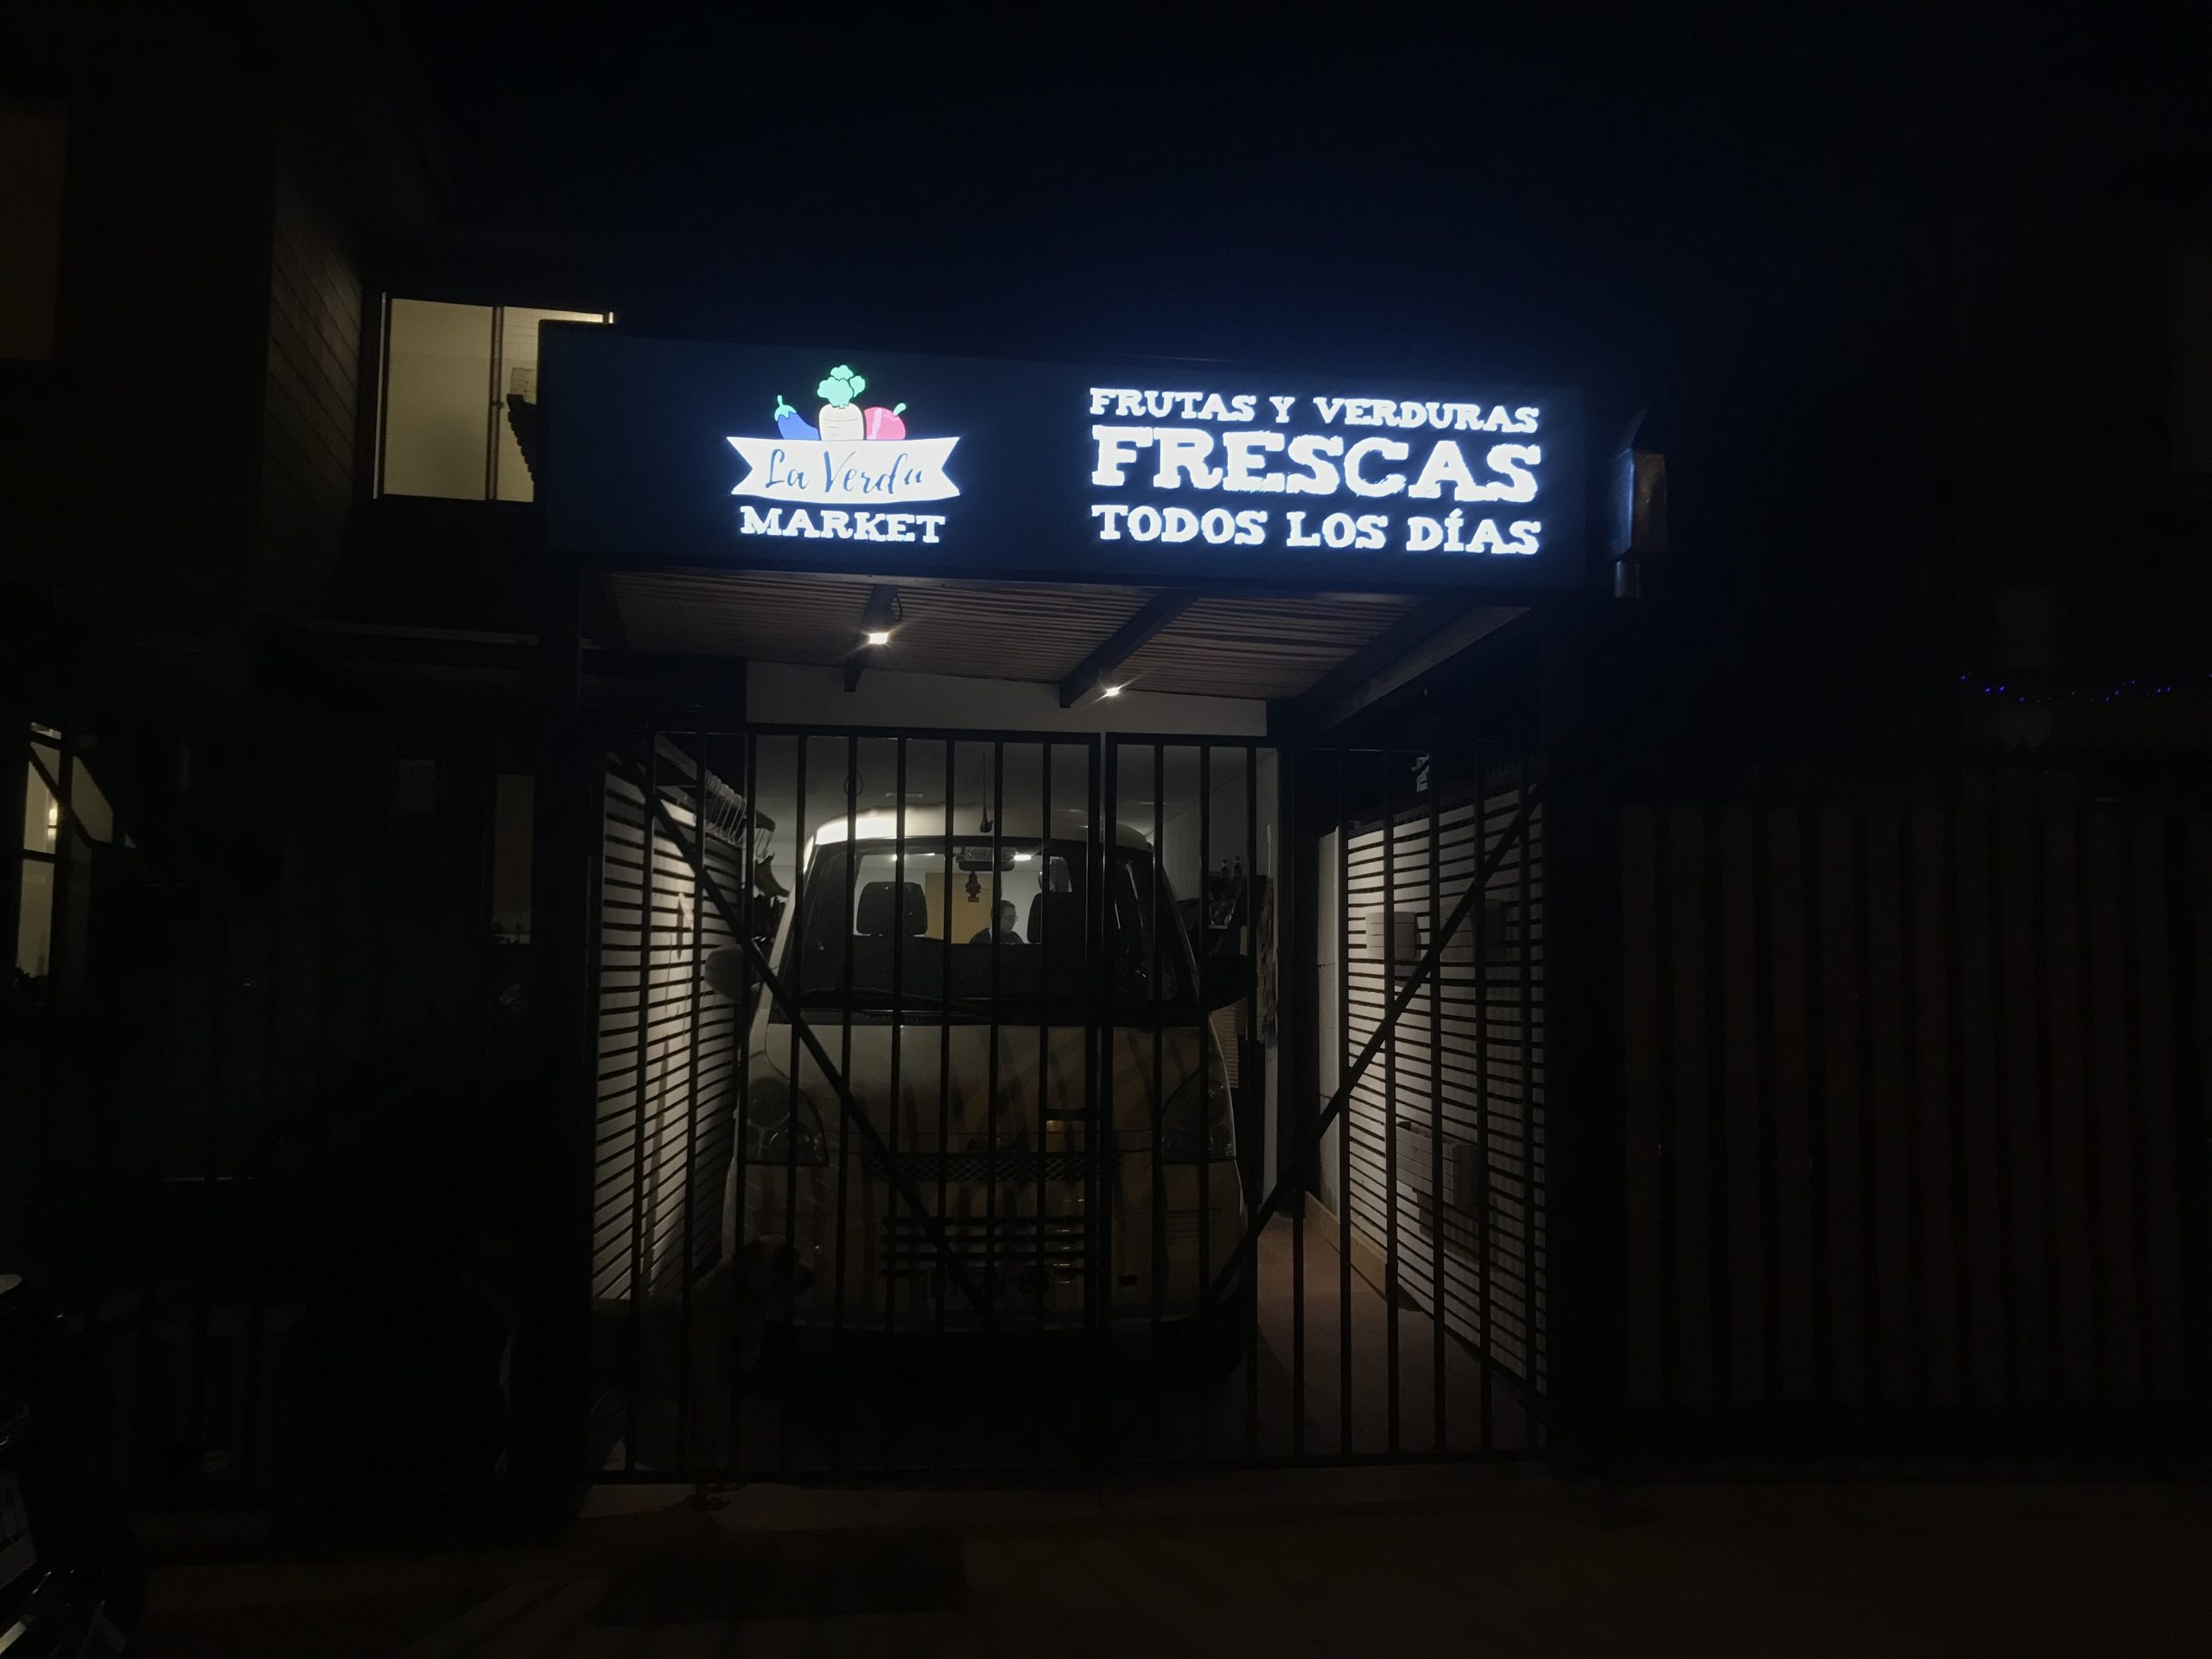 La Verdu
MARKET
FRUTAS Y VERDURAS
FRESCAS
TODOS LOS DÍAS